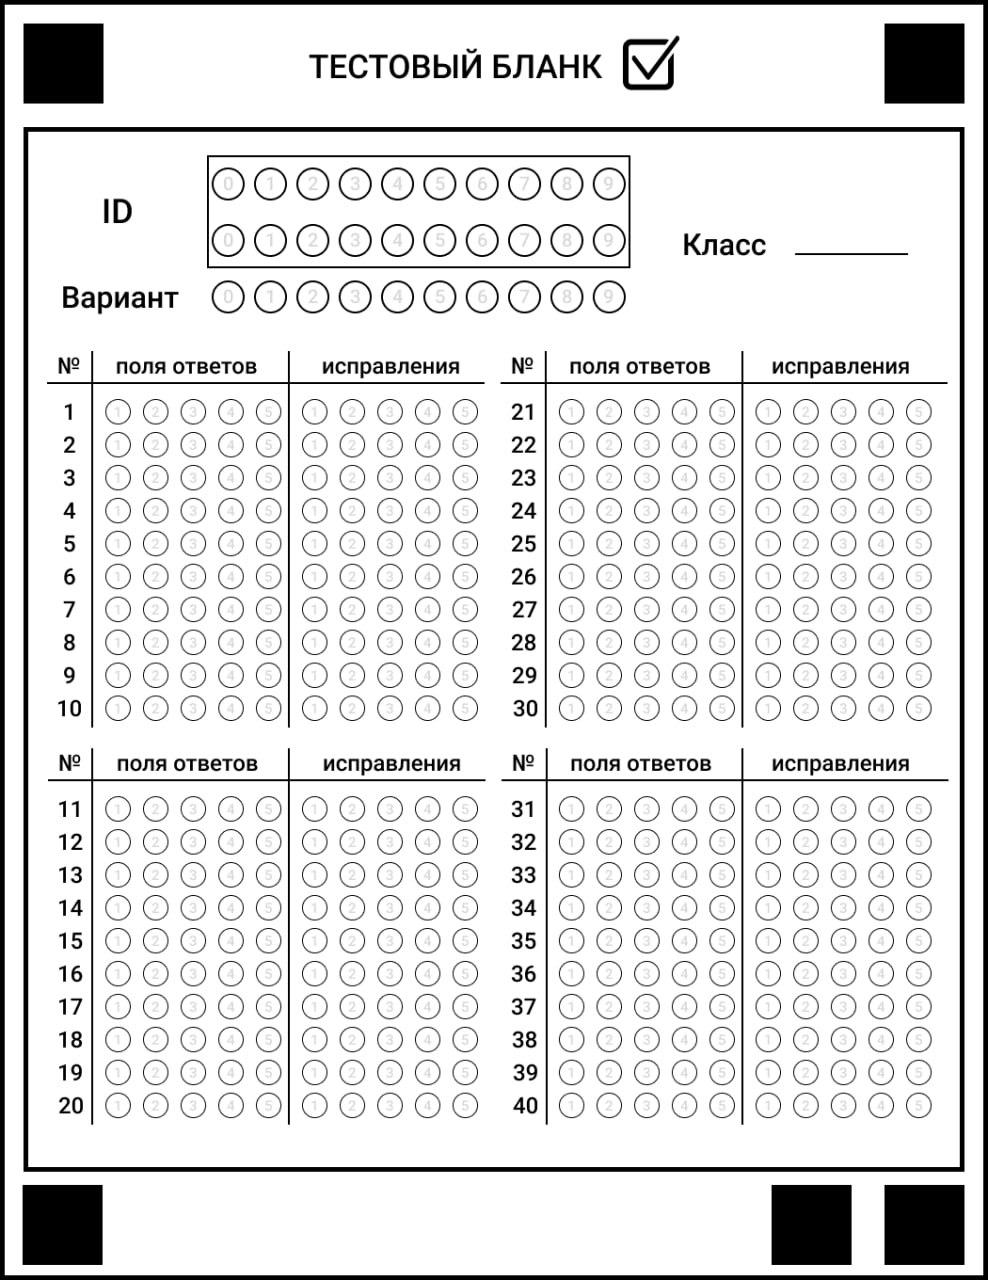 ТЕСТОВЫЙ БЛАНК
ID
0 1 2 3 4 5 6 7 8 9
0 1 2 3 4 5 6 7 8 9
Класс
Вариант 0 1 2 3 4 5 6 7 8 9
№ поля ответов исправления № поля ответов исправления
1 1 2 3 4 5 1 2 3 4 5 21 1 2 3 4 5 1 2 3 4 5
2 1 2 3 4 5 1 2 3 4 5 22 1 2 3 4 5 1 2 3 4 5
3 1 2 3 4 5 1 2 3 4 5 23 1 2 3 4 5 1 2 3 4 5
4 1 2 3 4 5 1 2 3 4 5 24 1 2 3 4 5 1 2 3 4 5
5 1 2 3 4 5 1 2 3 4 5 25 1 2 3 4 5 1 2 3 4 5
6 1 2 3 4 5 1 2 3 4 5 26 1 2 3 4 5 1 2 3 4 5
7 1 2 3 4 5 1 2 3 4 5 27 1 2 3 4 5 1 2 3 4 5
8 1 2 3 4 5 1 2 3 4 5 28 1 2 3 4 5 1 2 3 4 5
9 1 2 3 4 5 1 2 3 4 5 29 1 2 3 4 5 1 2 3 4 5
10 1 2 3 4 5 1 2 3 4 5 30 1 2 3 4 5 1 2 3 4 5
№ поля ответов исправления № поля ответов исправления
11 1 2 3 4 5 1 2 3 4 5 31 1 2 3 4 5 1 2 3 4 5
12 1 2 3 4 5 1 2 3 4 5 32 1 2 3 4 5 1 2 3 4 5
13 1 2 3 4 5 1 2 3 4 5 33 1 2 3 4 5 1 2 3 4 5
14 1 2 3 4 5 1 2 3 4 5 34 1 2 3 4 5 1 2 3 4 5
15 1 2 3 4 5 1 2 3 4 5 35 1 2 3 4 5 1 2 3 4 5
16 1 2 3 4 5 1 2 3 4 5 36 1 2 3 4 5 1 2 3 4 5
17 1 2 3 4 5 1 2 3 4 5 37 1 2 3 4 5 1 2 3 4 5
18 1 2 3 4 5 1 2 3 4 5 38 1 2 3 4 5 1 2 3 4 5
19 1 2 3 4 5 1 2 3 4 5 39 1 2 3 4 5 1 2 3 4 5
20 1 2 3 4 5 1 2 3 4 5 40 1 2 3 4 5 1 2 3 4 5